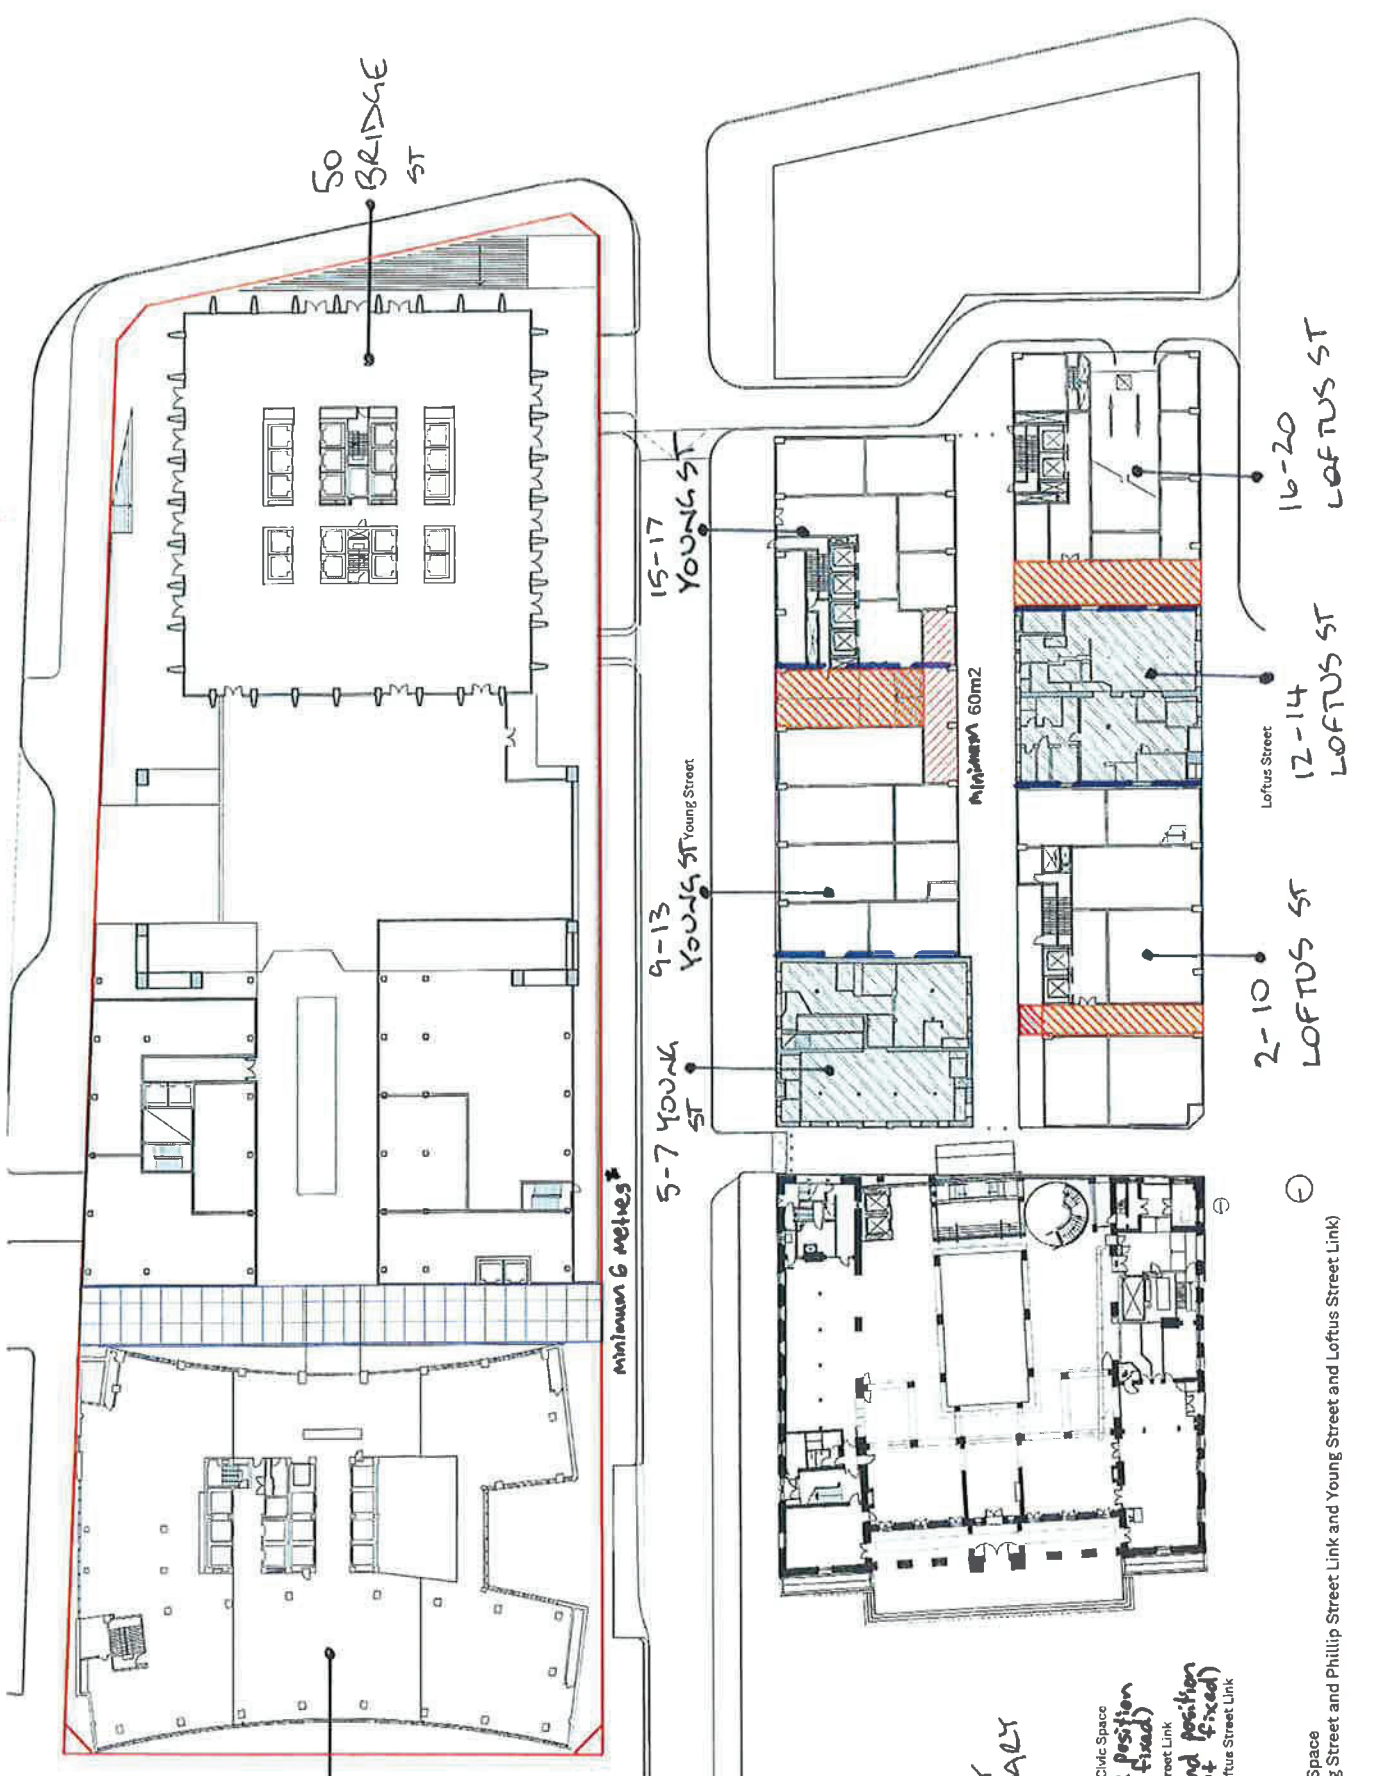 50
BRIDGE
ST
15-17
YOUNG ST
9-13
YOUNG ST
Young Street
5-7 YOUNG
ST
minimum 60m2
minimum 6 metres*
16-20
LOFTUS ST
12-14
LOFTUS ST
Loftus Street
2-10
LOFTUS ST
ARY
Civic Space
position
fixed)
reet Link
nd position
t fixed)
ftus Street Link
Space
g Street and Phillip Street Link and Young Street and Loftus Street Link)